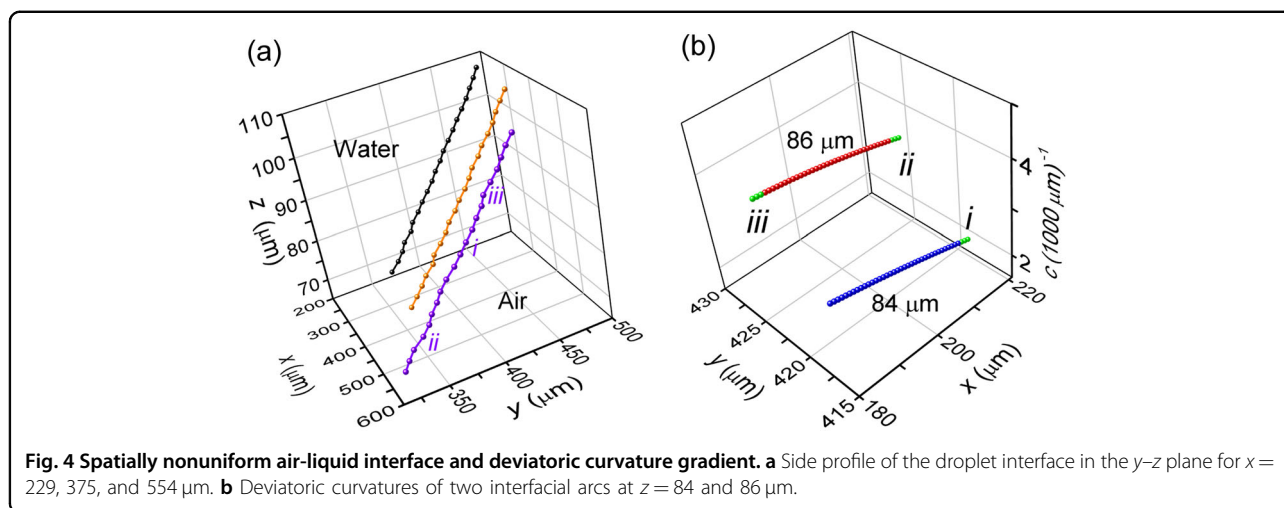 (a)
110
100
90
80
70
z (μm)
Water
Air
iii
i
ii
200
300
400
500
600
x (μm)
350
400
450
500
y (μm)
(b)
86 μm
ii
iii
i
84 μm
4
2
c (1000 μm)⁻¹
430
425
420
415
y (μm)
180
200
220
x (μm)
Fig. 4 Spatially nonuniform air-liquid interface and deviatoric curvature gradient. a Side profile of the droplet interface in the y–z plane for x =
229, 375, and 554 μm. b Deviatoric curvatures of two interfacial arcs at z = 84 and 86 μm.